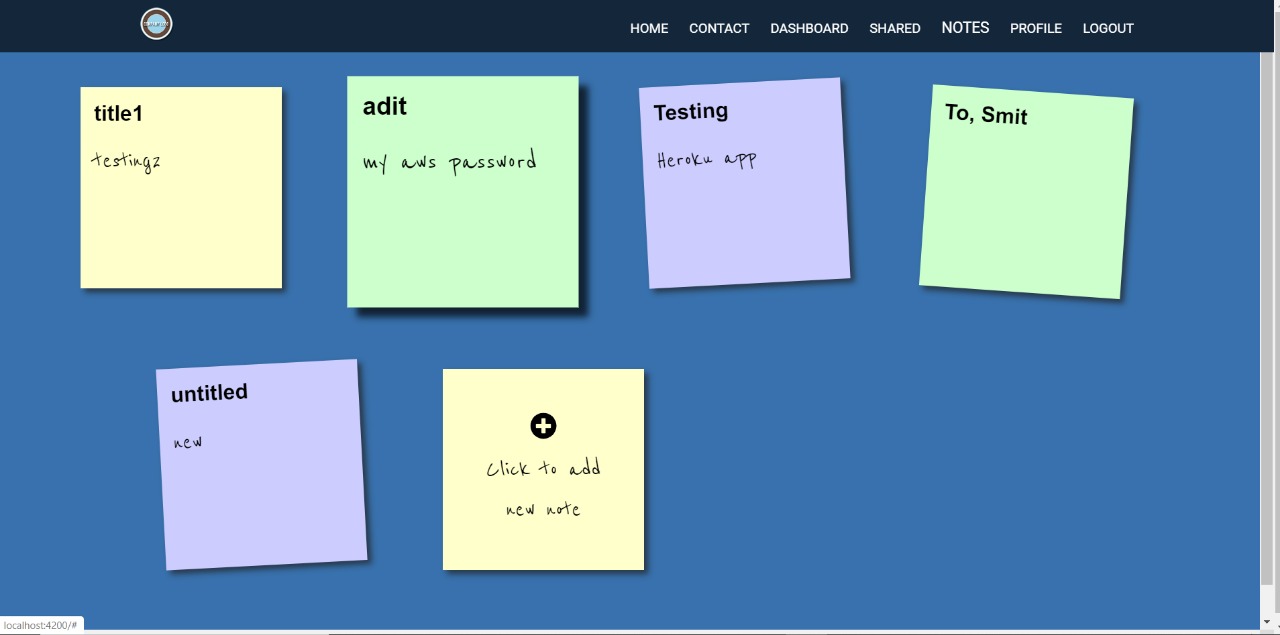 HOME CONTACT DASHBOARD SHARED NOTES PROFILE LOGOUT
title1
testing2
adit
my aws password
Testing
Heroku app
To, Smit
untitled
new
Click to add
new note
localhost:4200/#